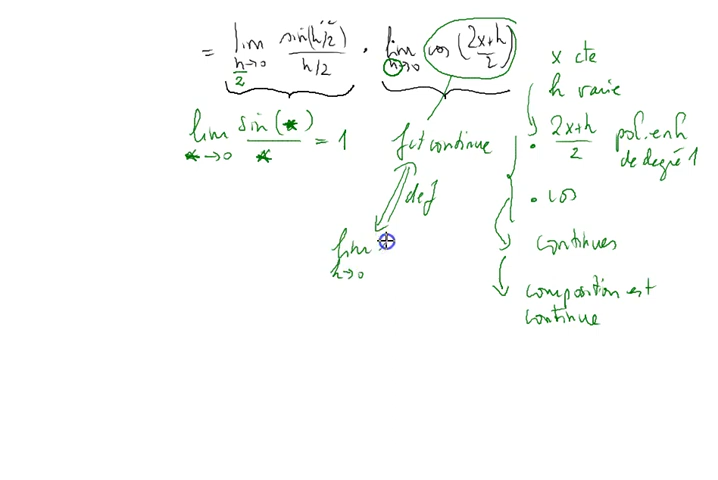 = lim h/2→0 sin(h/2) / h/2 · lim h→0 cos (2x+h / 2)
x cte
h varie
lim *→0 sin(*) / * = 1
fct continue
· 2x+h / 2 pol. en h
de degré 1
def
· cos
lim h→0
continues
composition est
continue